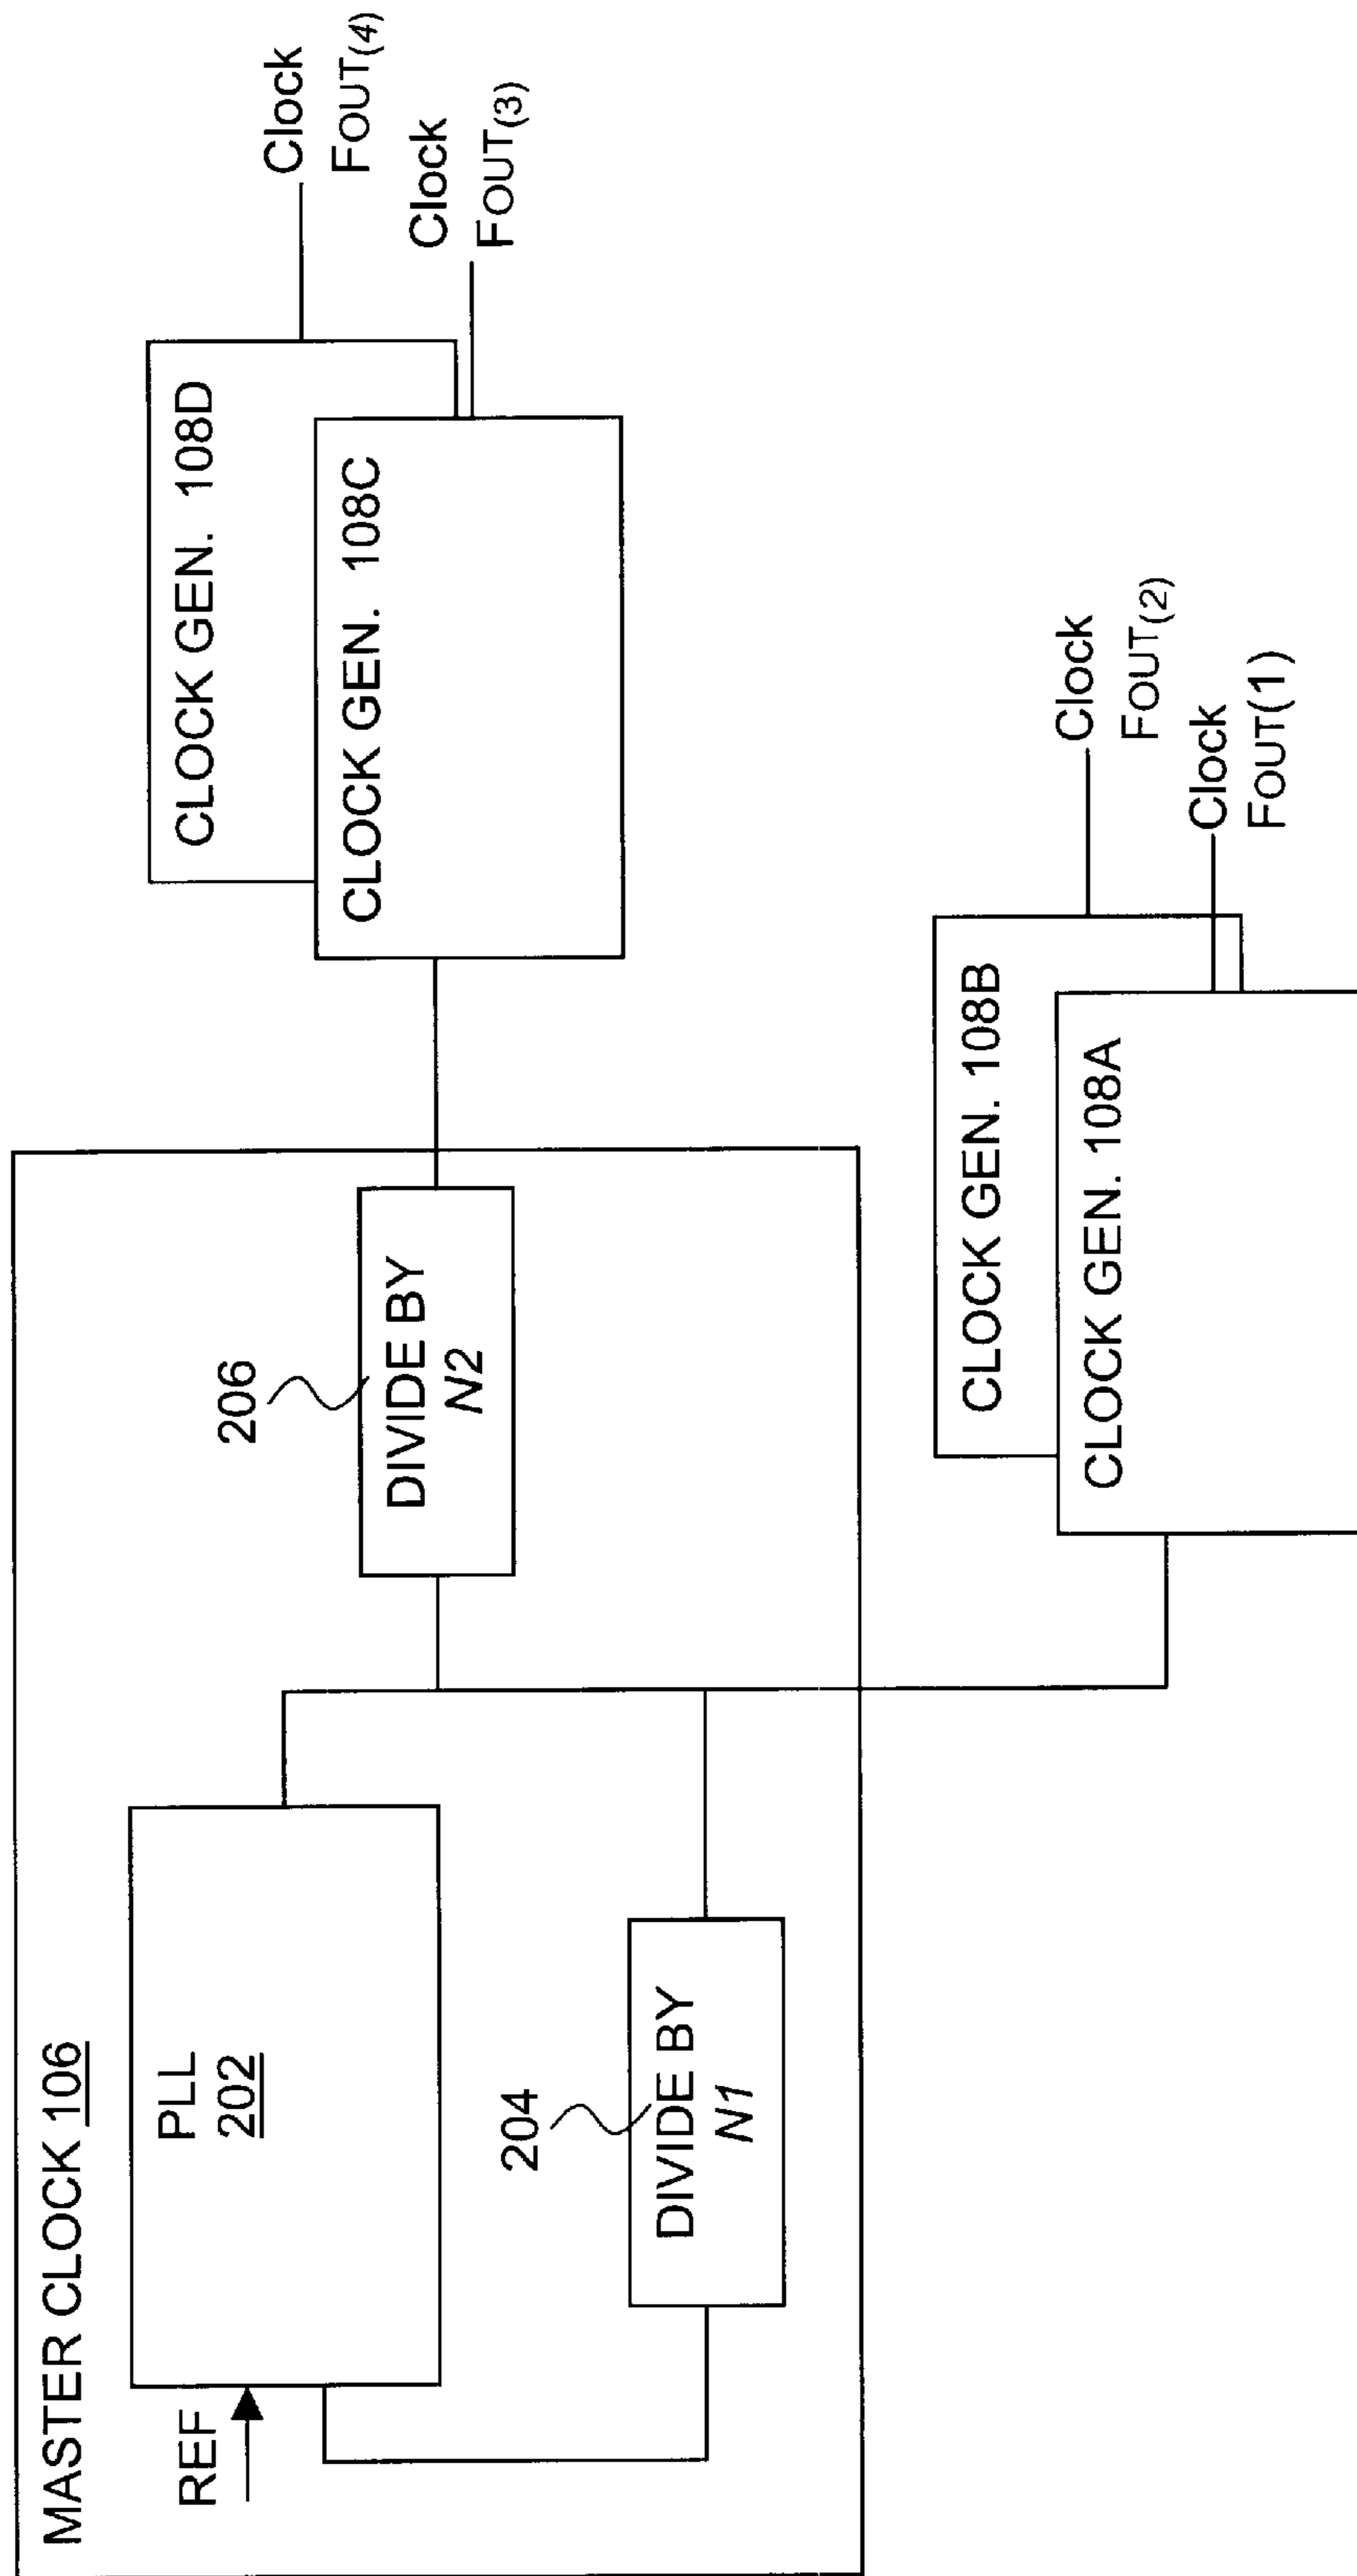 MASTER CLOCK 106
REF
PLL
202
204
DIVIDE BY
N1
206
DIVIDE BY
N2
CLOCK GEN. 108D
CLOCK GEN. 108C
Clock
FOUT(4)
Clock
FOUT(3)
CLOCK GEN. 108B
CLOCK GEN. 108A
Clock
FOUT(2)
Clock
FOUT(1)